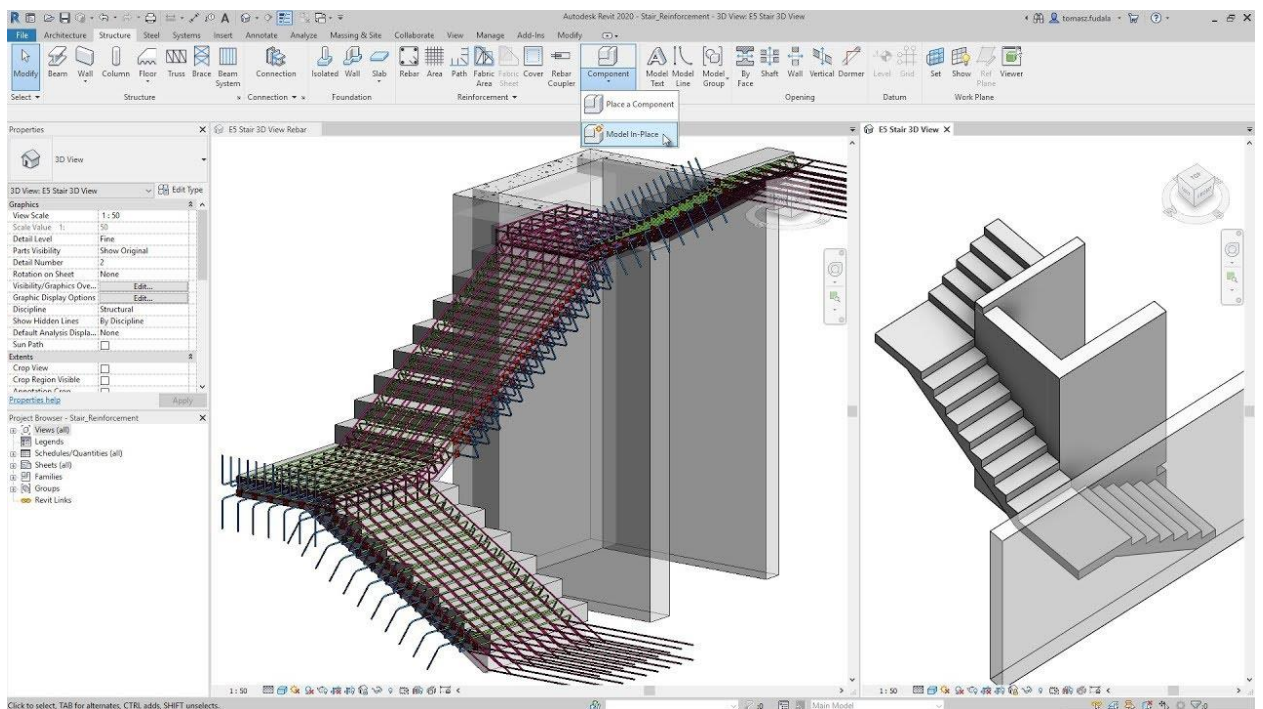 Autodesk Revit 2020 - Stair_Reinforcement - 3D View: E5 Stair 3D View
tomasz.fudala
File Architecture Structure Steel Systems Insert Annotate Analyze Massing & Site Collaborate View Manage Add-Ins Modify
Modify Beam Wall Column Floor Truss Brace Beam System Connection Isolated Wall Slab Rebar Area Path Fabric Area Fabric Sheet Cover Rebar Coupler Component Model Text Model Line Model Group By Face Shaft Wall Vertical Dormer Level Grid Set Show Ref Plane Viewer
Select Structure Connection Foundation Reinforcement Opening Datum Work Plane
Place a Component
Model In-Place
Properties
E5 Stair 3D View Rebar
E5 Stair 3D View
3D View
3D View: E5 Stair 3D View Edit Type
Graphics
View Scale 1 : 50
Scale Value 1: 50
Detail Level Fine
Parts Visibility Show Original
Detail Number 2
Rotation on Sheet None
Visibility/Graphics Ove... Edit...
Graphic Display Options Edit...
Discipline Structural
Show Hidden Lines By Discipline
Default Analysis Displa... None
Sun Path
Extents
Crop View
Crop Region Visible
Annotation Crop
Properties help Apply
Project Browser - Stair_Reinforcement
Views (all)
Legends
Schedules/Quantities (all)
Sheets (all)
Families
Groups
Revit Links
TOP
1 : 50
1 : 50
Click to select, TAB for alternates, CTRL adds, SHIFT unselects.
:0
Main Model
:0